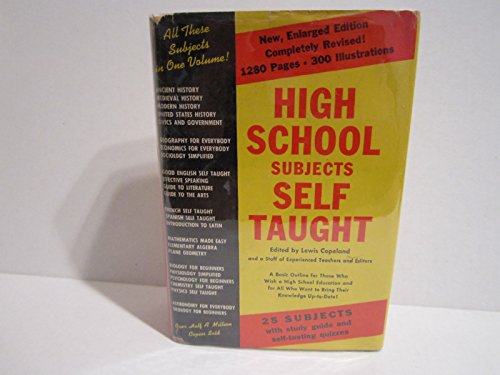 All These
Subjects
in One Volume!
ANCIENT HISTORY
MEDIEVAL HISTORY
MODERN HISTORY
UNITED STATES HISTORY
CIVICS AND GOVERNMENT
GEOGRAPHY FOR EVERYBODY
ECONOMICS FOR EVERYBODY
SOCIOLOGY SIMPLIFIED
GOOD ENGLISH SELF TAUGHT
EFFECTIVE SPEAKING
GUIDE TO LITERATURE
GUIDE TO THE ARTS
FRENCH SELF TAUGHT
SPANISH SELF TAUGHT
INTRODUCTION TO LATIN
MATHEMATICS MADE EASY
ELEMENTARY ALGEBRA
PLANE GEOMETRY
BIOLOGY FOR BEGINNERS
PHYSIOLOGY SIMPLIFIED
PSYCHOLOGY FOR BEGINNERS
CHEMISTRY SELF TAUGHT
PHYSICS SELF TAUGHT
ASTRONOMY FOR EVERYBODY
GEOLOGY FOR BEGINNERS
Over Half A Million
Copies Sold
New, Enlarged Edition
Completely Revised!
1280 Pages • 300 Illustrations
HIGH
SCHOOL
SUBJECTS
SELF
TAUGHT
Edited by Lewis Copeland
and a Staff of Experienced Teachers and Editors
A Basic Outline For Those Who
Wish a High School Education and
for All Who Want to Bring Their
Knowledge Up-to-Date!
25 SUBJECTS
with study guide and
self-testing quizzes